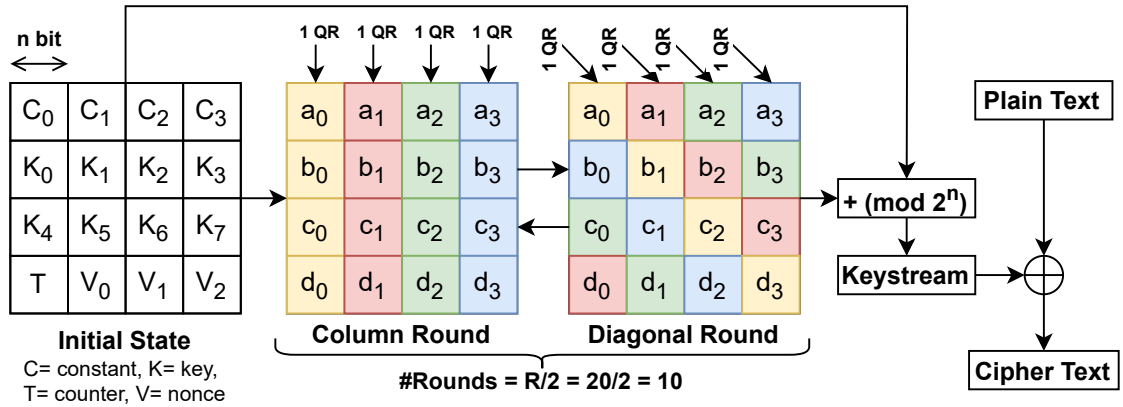 n bit
C0 C1 C2 C3
K0 K1 K2 K3
K4 K5 K6 K7
T V0 V1 V2
Initial State
C= constant, K= key,
T= counter, V= nonce
1 QR 1 QR 1 QR 1 QR
a0 a1 a2 a3
b0 b1 b2 b3
c0 c1 c2 c3
d0 d1 d2 d3
Column Round
1 QR 1 QR 1 QR 1 QR
a0 a1 a2 a3
b0 b1 b2 b3
c0 c1 c2 c3
d0 d1 d2 d3
Diagonal Round
#Rounds = R/2 = 20/2 = 10
Plain Text
+ (mod 2^n)
Keystream
Cipher Text